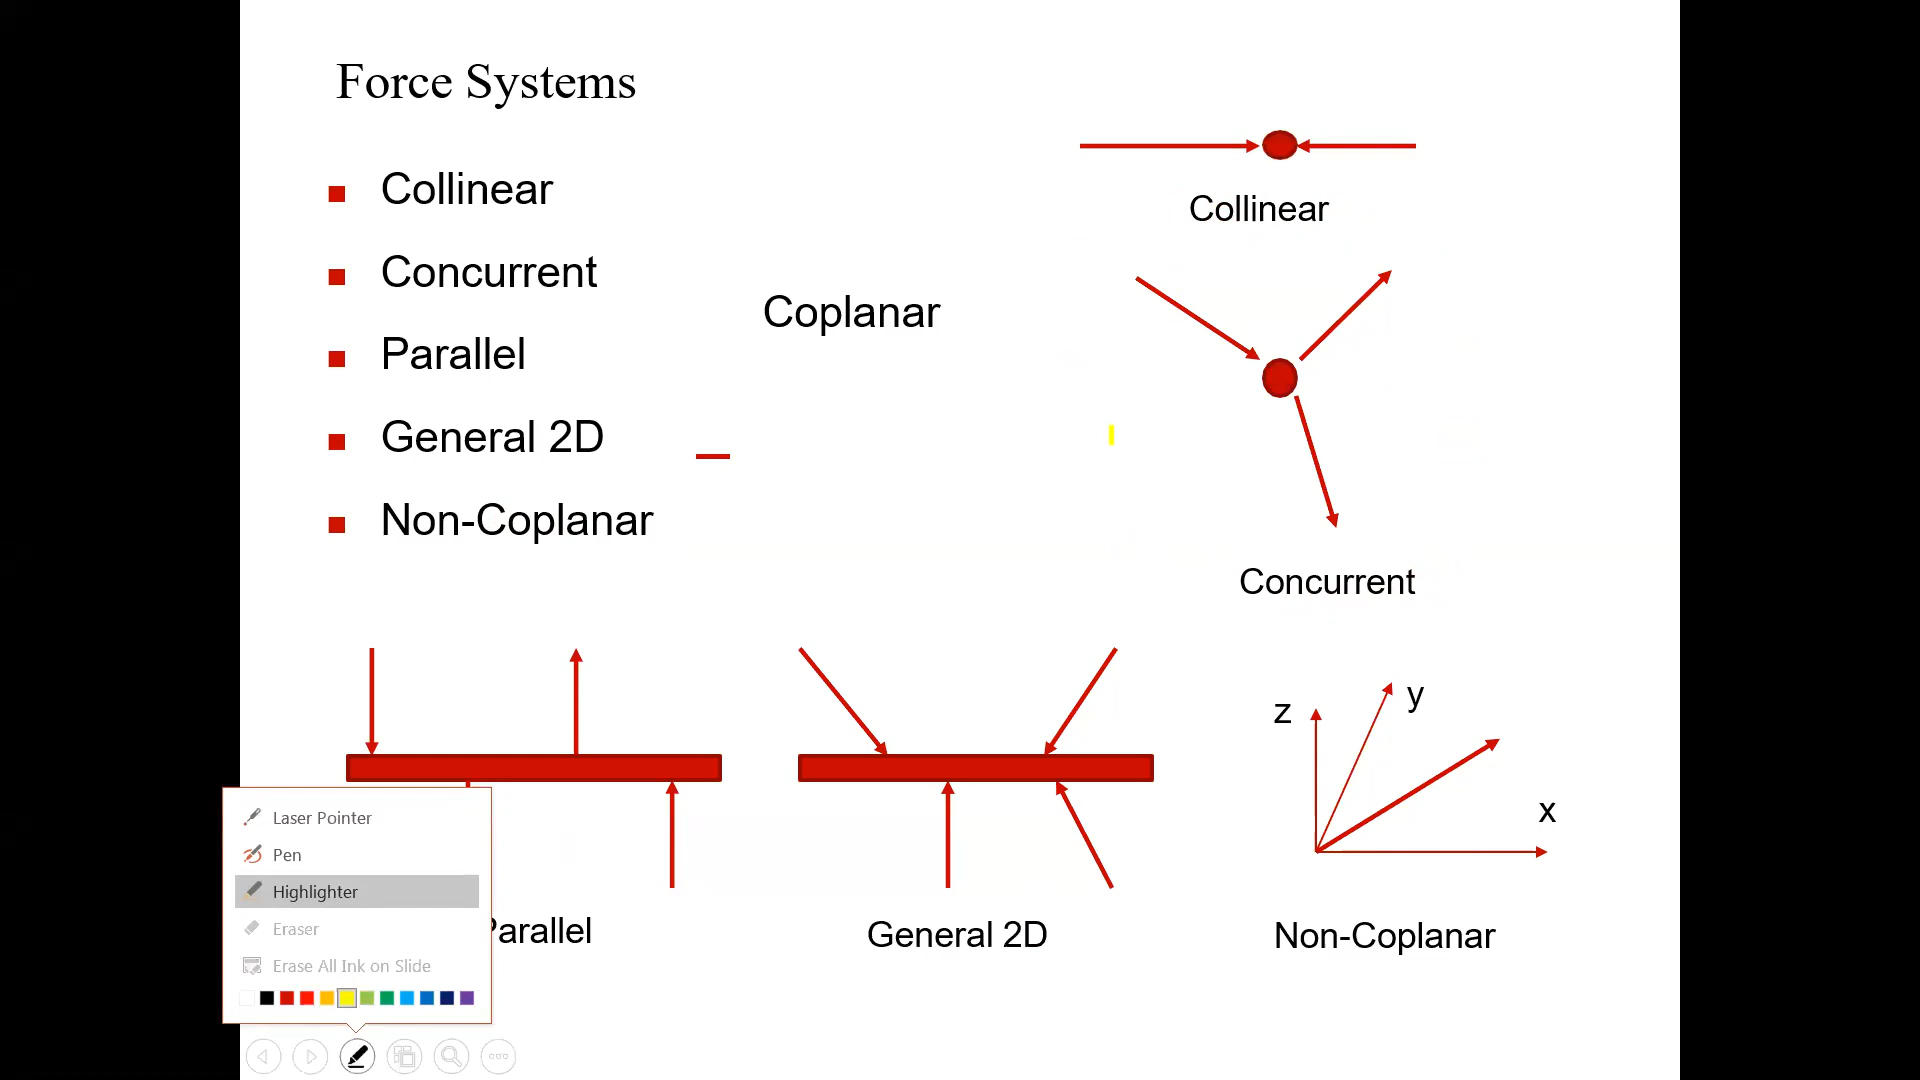 Force Systems
Collinear
Concurrent
Parallel
General 2D
Non-Coplanar
Coplanar
Collinear
Concurrent
z
y
x
Parallel
General 2D
Non-Coplanar
Laser Pointer
Pen
Highlighter
Eraser
Erase All Ink on Slide